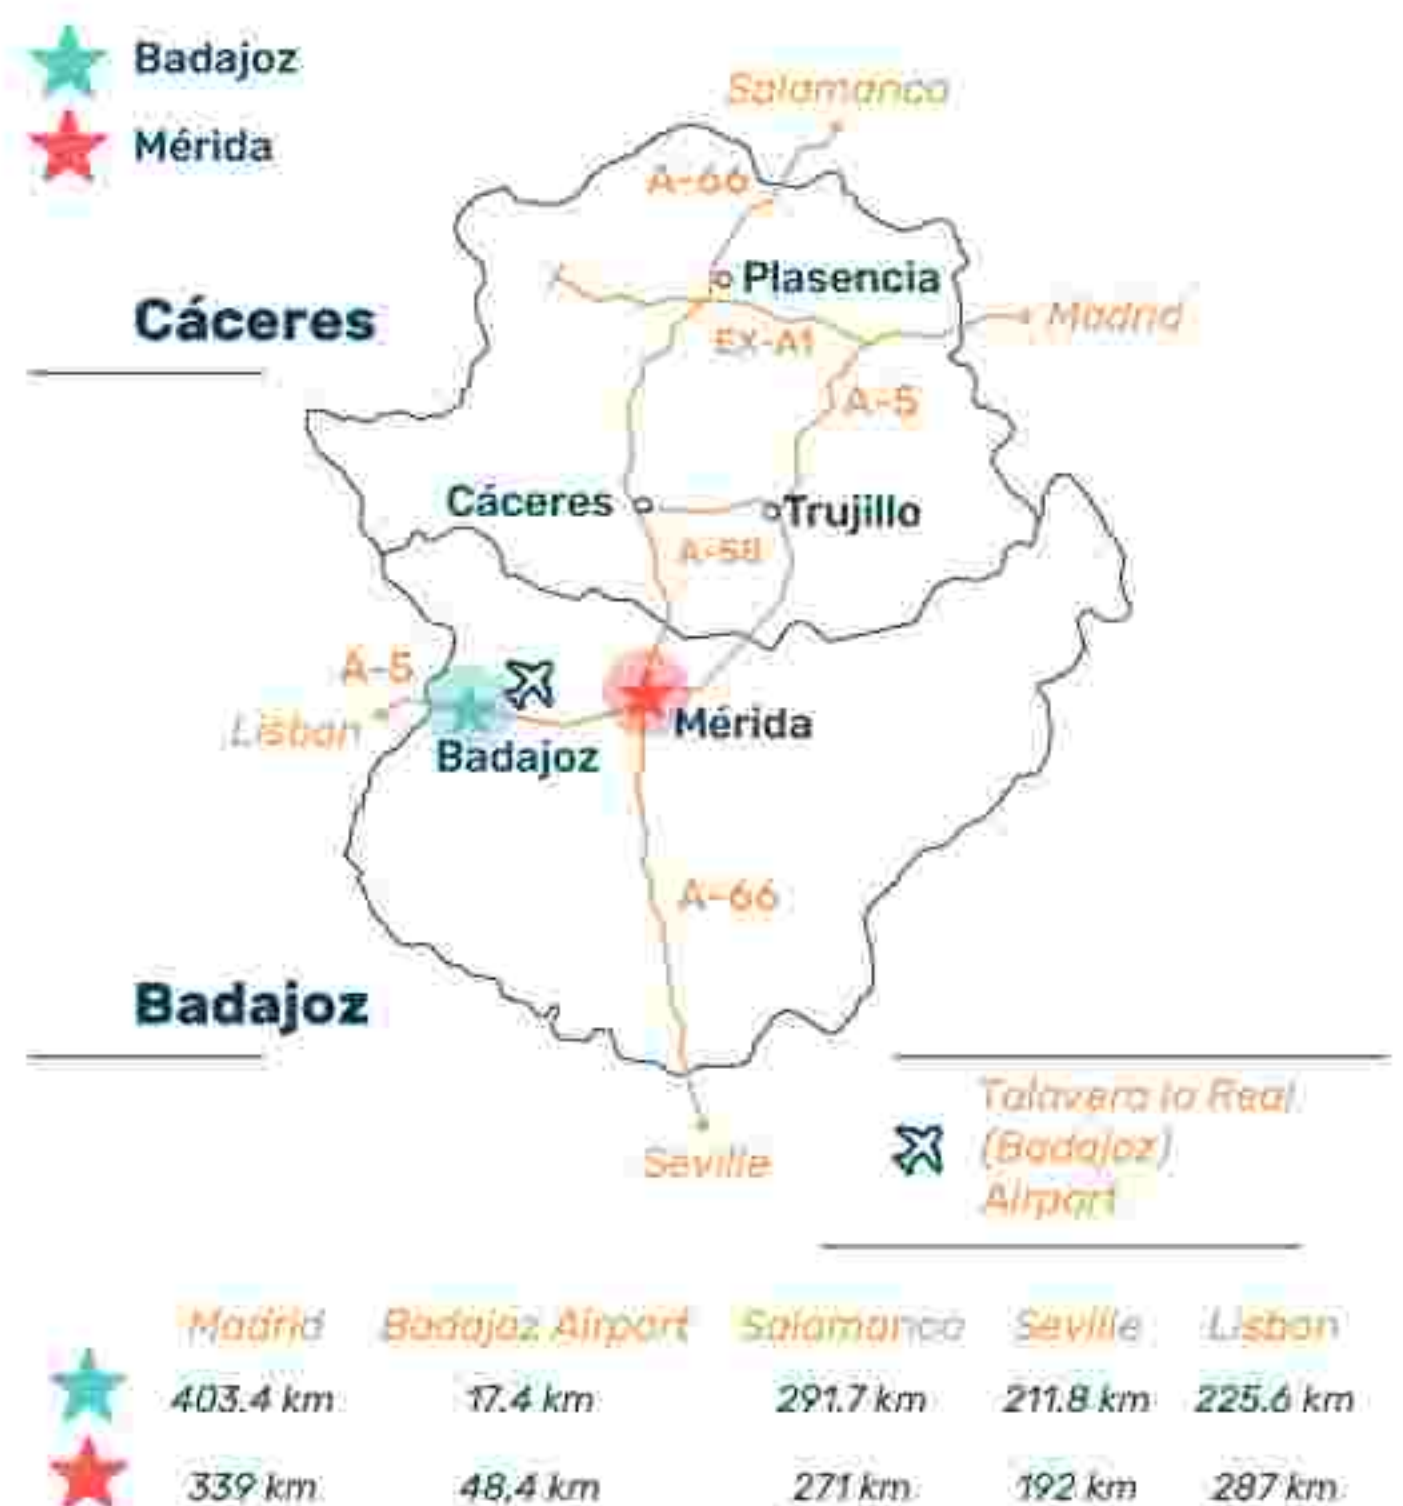 Badajoz
Mérida
Salamanca
A-66
Plasencia
Cáceres
Madrid
EX-A1
A-5
Cáceres
Trujillo
A-58
A-5
Lisbon
Mérida
Badajoz
A-66
Badajoz
Talavera la Real
(Badajoz)
Airport
Seville
Madrid Badajoz Airport Salamanca Seville Lisbon
403.4 km 17.4 km 291.7 km 211.8 km 225.6 km
339 km 48,4 km 271 km 192 km 287 km